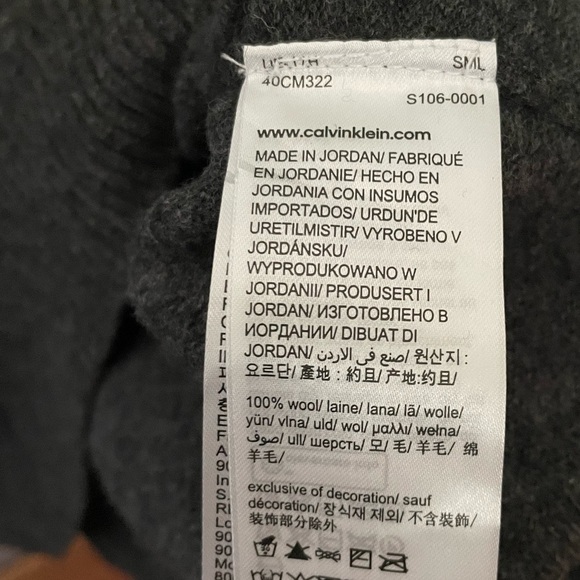 SML
40CM322
S106-0001
www.calvinklein.com
MADE IN JORDAN/ FABRIQUÉ
EN JORDANIE/ HECHO EN
JORDANIA CON INSUMOS
IMPORTADOS/ URDUN'DE
URETILMISTIR/ VYROBENO V
JORDÁNSKU/
WYPRODUKOWANO W
JORDANII/ PRODUSERT I
JORDAN/ ИЗГОТОВЛЕНО В
ИОРДАНИИ/ DIBUAT DI
JORDAN/ صنع فى الاردن/ 원산지 :
요르단/ 產地 : 約旦/ 产地:约旦/
100% wool/ laine/ lana/ lã/ wolle/
yün/ vlna/ uld/ wol/ μαλλι/ wełna/
صوف/ ull/ шерсть/ 모/ 毛/ 羊毛/ 绵
羊毛/
exclusive of decoration/ sauf
décoration/ 장식재 제외/ 不含裝飾/
装饰部分除外